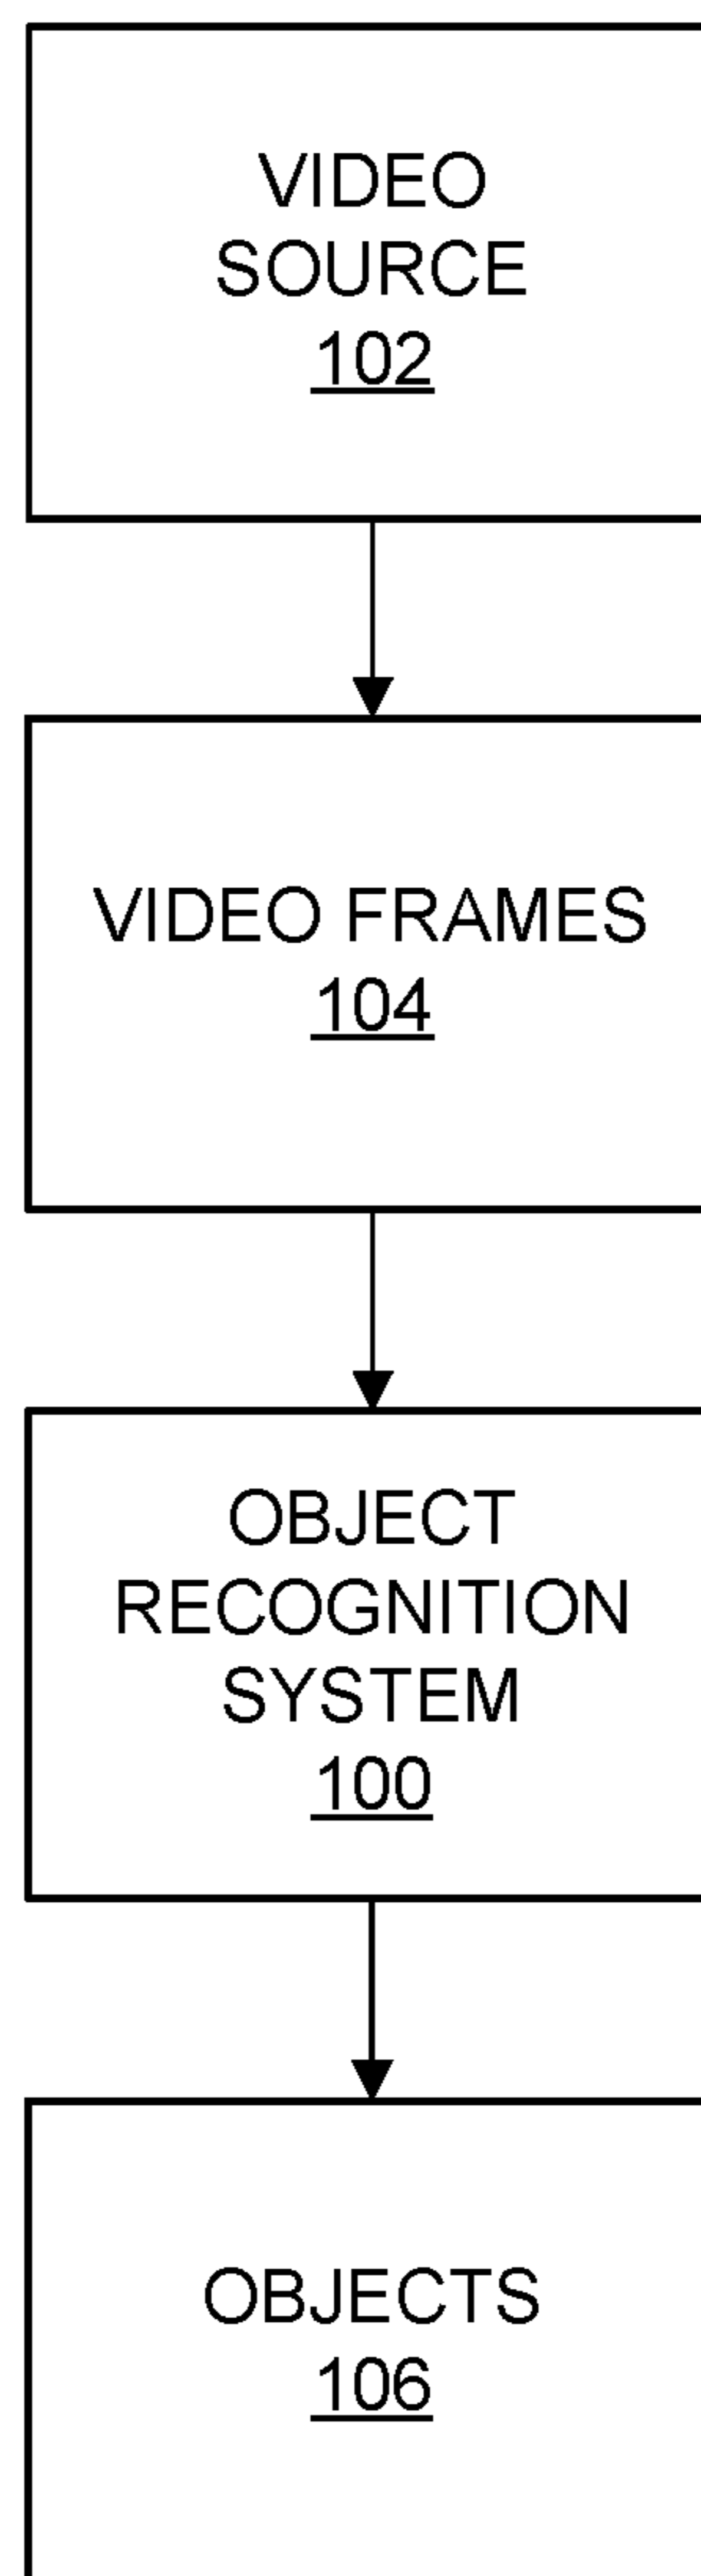 VIDEO
SOURCE
102
VIDEO FRAMES
104
OBJECT
RECOGNITION
SYSTEM
100
OBJECTS
106